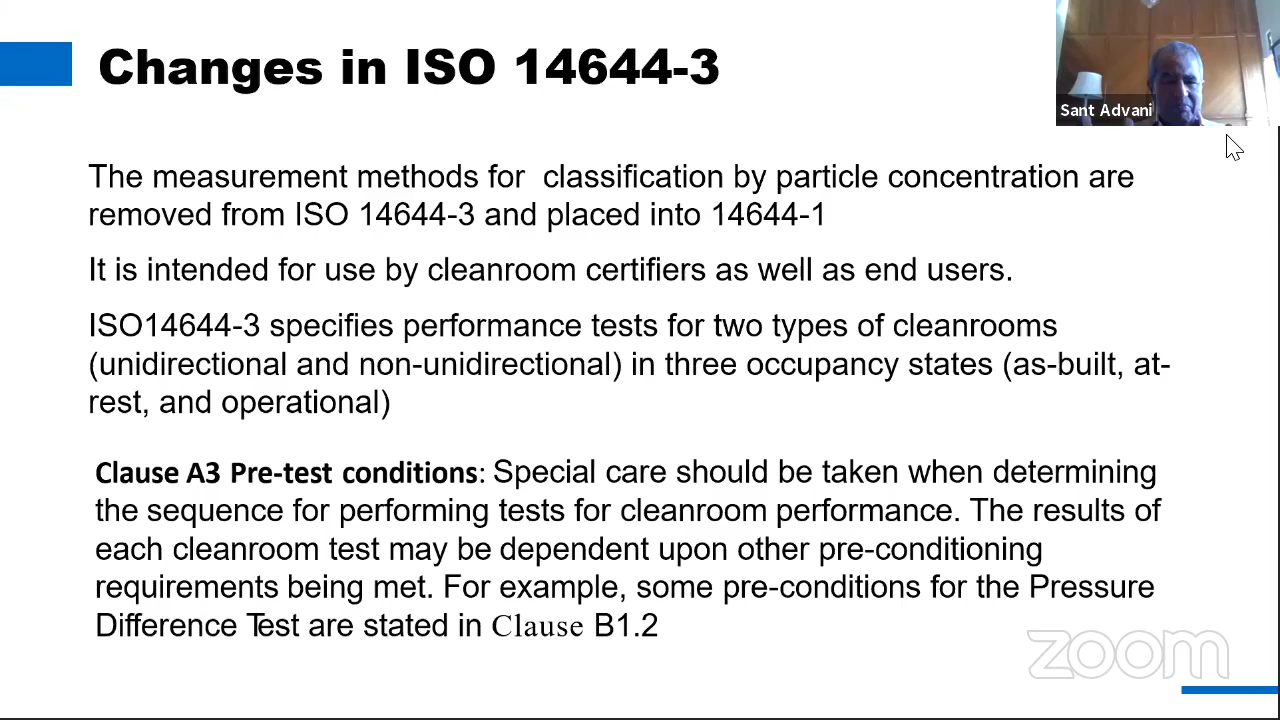 Changes in ISO 14644-3
Sant Advani
The measurement methods for classification by particle concentration are
removed from ISO 14644-3 and placed into 14644-1
It is intended for use by cleanroom certifiers as well as end users.
ISO14644-3 specifies performance tests for two types of cleanrooms
(unidirectional and non-unidirectional) in three occupancy states (as-built, at-
rest, and operational)
Clause A3 Pre-test conditions: Special care should be taken when determining
the sequence for performing tests for cleanroom performance. The results of
each cleanroom test may be dependent upon other pre-conditioning
requirements being met. For example, some pre-conditions for the Pressure
Difference Test are stated in Clause B1.2
zoom